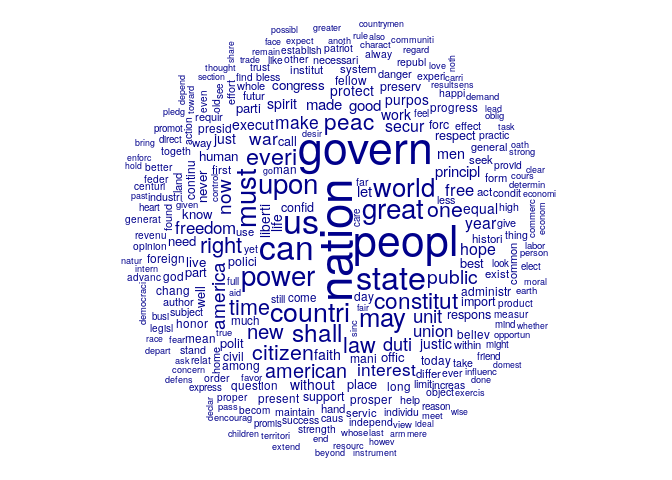 countrymen
possibl greater
face expect anoth rule also communiti
remain establish patriot charact regard
share trade like other necessari alway love noth
thought trust institut system republ carri
section find bless fellow danger experi resultsens
depend toward effort whole congress protect preserv happi demand
even futur spirit made good purpos progress lead
pledg old see parti work oblig
action requir peac forc effect task
promot presid execut make secur respect practic
bring direct way just war call desir feel general oath
togeth govern men seek strong
enforc human everi principl provid clear
hold better continu go man far form cours
feder never must upon let world free act condit determin
past centuri land now less economi
heart industri control confid great one equal high commerc
generat given liberti life care econom
found know freedom us nation year give
revenu use histori thing labor
opinion need right can peopl hope common person
natur foreign live yet best look elect
intern polici state exist moral
advanc god part america full power public earth
chang aid day administr
democraci author well still come constitut import product
busi subject time countri fair measur
legisl honor much may unit respons mind whether
race fear mean true new shall sinc union opportun
depart stand polit law duti justic believ might
ask relat home civil citizen faith mani offic today within friend
concern among american interest take domest
defens order favor differ ever influenc
express question without place long limit increas done
proper present support prosper help object exercis
declar pass becom maintain hand servic individu reason wise
encourag promis success caus independ view ideal meet
children territori strength whose last arm mere
end howev
extend resourc
beyond instrument